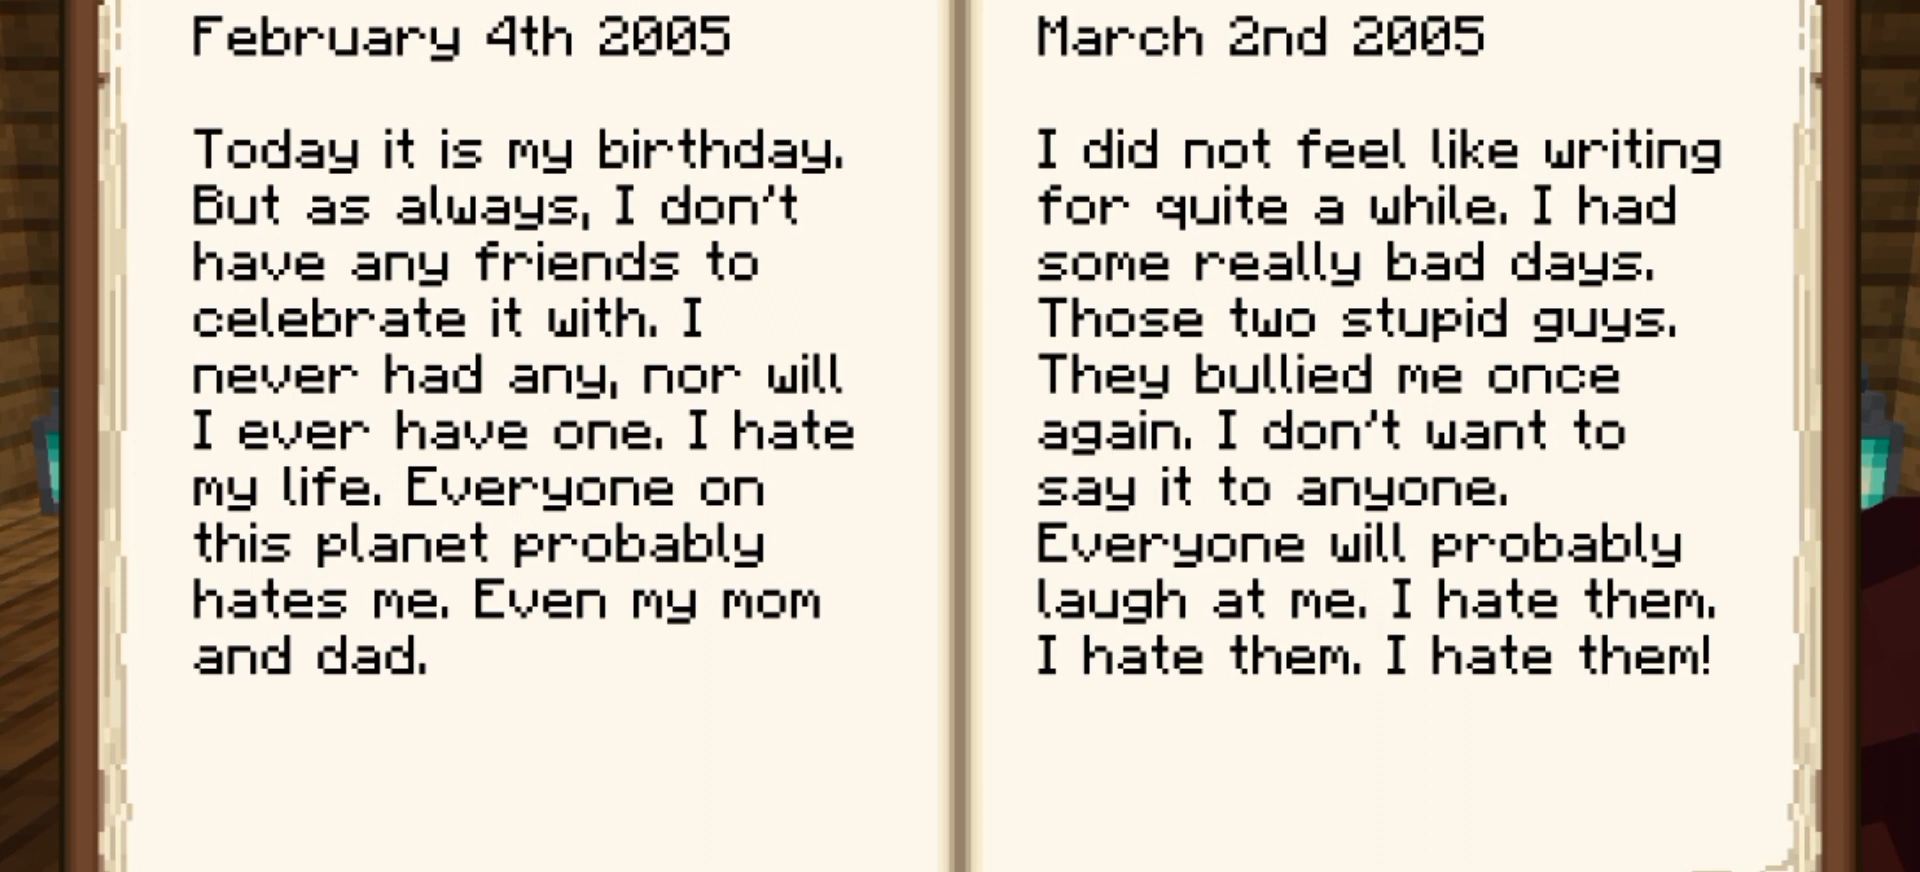 February 4th 2005
Today it is my birthday.
But as always, I don't
have any friends to
celebrate it with. I
never had any, nor will
I ever have one. I hate
my life. Everyone on
this planet probably
hates me. Even my mom
and dad.
March 2nd 2005
I did not feel like writing
for quite a while. I had
some really bad days.
Those two stupid guys.
They bullied me once
again. I don't want to
say it to anyone.
Everyone will probably
laugh at me. I hate them.
I hate them. I hate them!